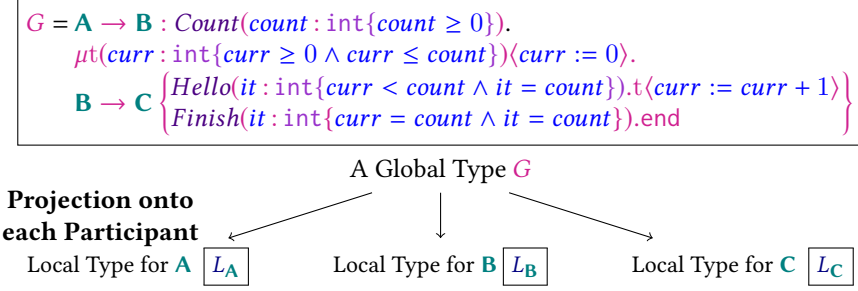 G = A → B : Count(count : int{count ≥ 0}).
μt(curr : int{curr ≥ 0 ∧ curr ≤ count})⟨curr := 0⟩.
B → C { Hello(it : int{curr < count ∧ it = count}).t⟨curr := curr + 1⟩
Finish(it : int{curr = count ∧ it = count}).end }
A Global Type G
Projection onto
each Participant
Local Type for A L_A Local Type for B L_B Local Type for C L_C